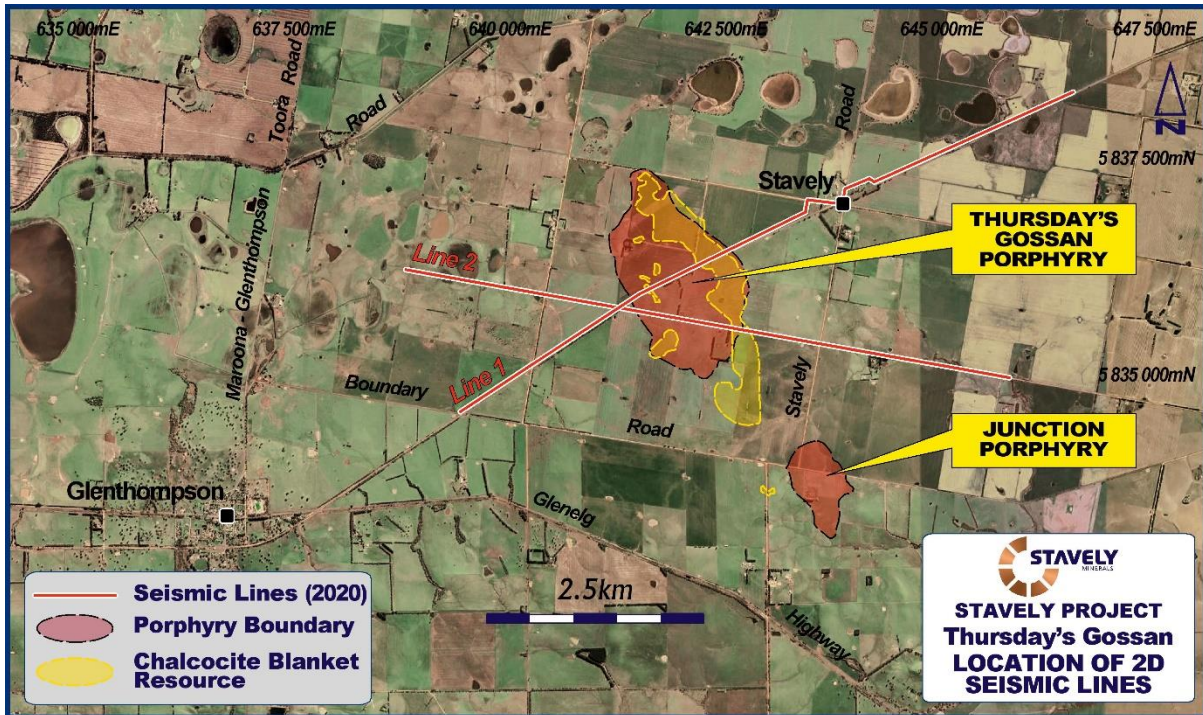 635 000mE
637 500mE
640 000mE
642 500mE
645 000mE
647 500mE
Toora Road
Road
Road
N
5 837 500mN
Stavely
THURSDAY'S
GOSSAN
PORPHYRY
Line 2
Maroona - Glenthompson
Line 1
Boundary
Road
Stavely
5 835 000mN
JUNCTION
PORPHYRY
Glenthompson
Glenelg
Highway
2.5km
Seismic Lines (2020)
Porphyry Boundary
Chalcocite Blanket
Resource
STAVELY
MINERALS
STAVELY PROJECT
Thursday's Gossan
LOCATION OF 2D
SEISMIC LINES